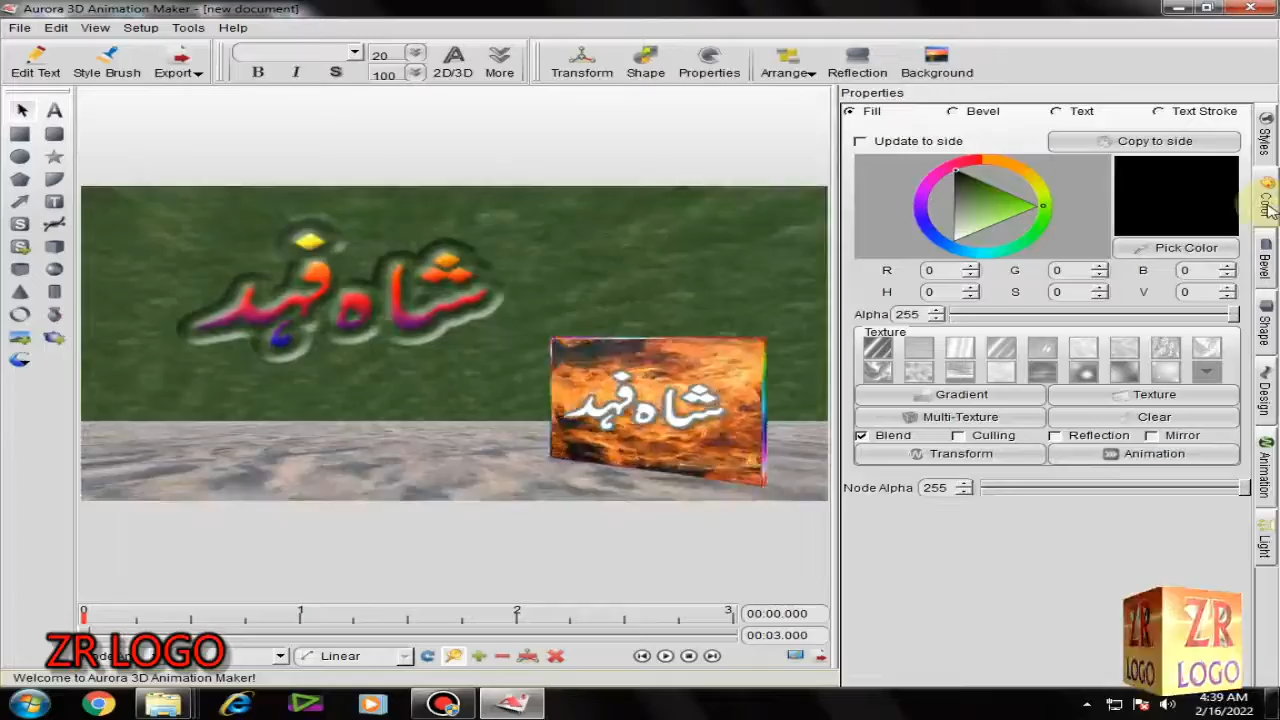 Aurora 3D Animation Maker - [new document]
File Edit View Setup Tools Help
20
100
Edit Text Style Brush Export B I S 2D/3D More Transform Shape Properties Arrange Reflection Background
Properties
Fill Bevel Text Text Stroke
Update to side Copy to side
Pick Color
R 0 G 0 B 0
H 0 S 0 V 0
Alpha 255
Texture
Gradient Texture
Multi-Texture Clear
Blend Culling Reflection Mirror
Transform Animation
Node Alpha 255
Styles
Color
Bevel
Shape
Design
Animation
Light
شاہ فہد
شاہ فہد
0 1 2 3 00:00.000
00:03.000
Linear
ZR LOGO
Welcome to Aurora 3D Animation Maker!
ZR ZR
LOGO LOGO
4:39 AM
2/16/2022